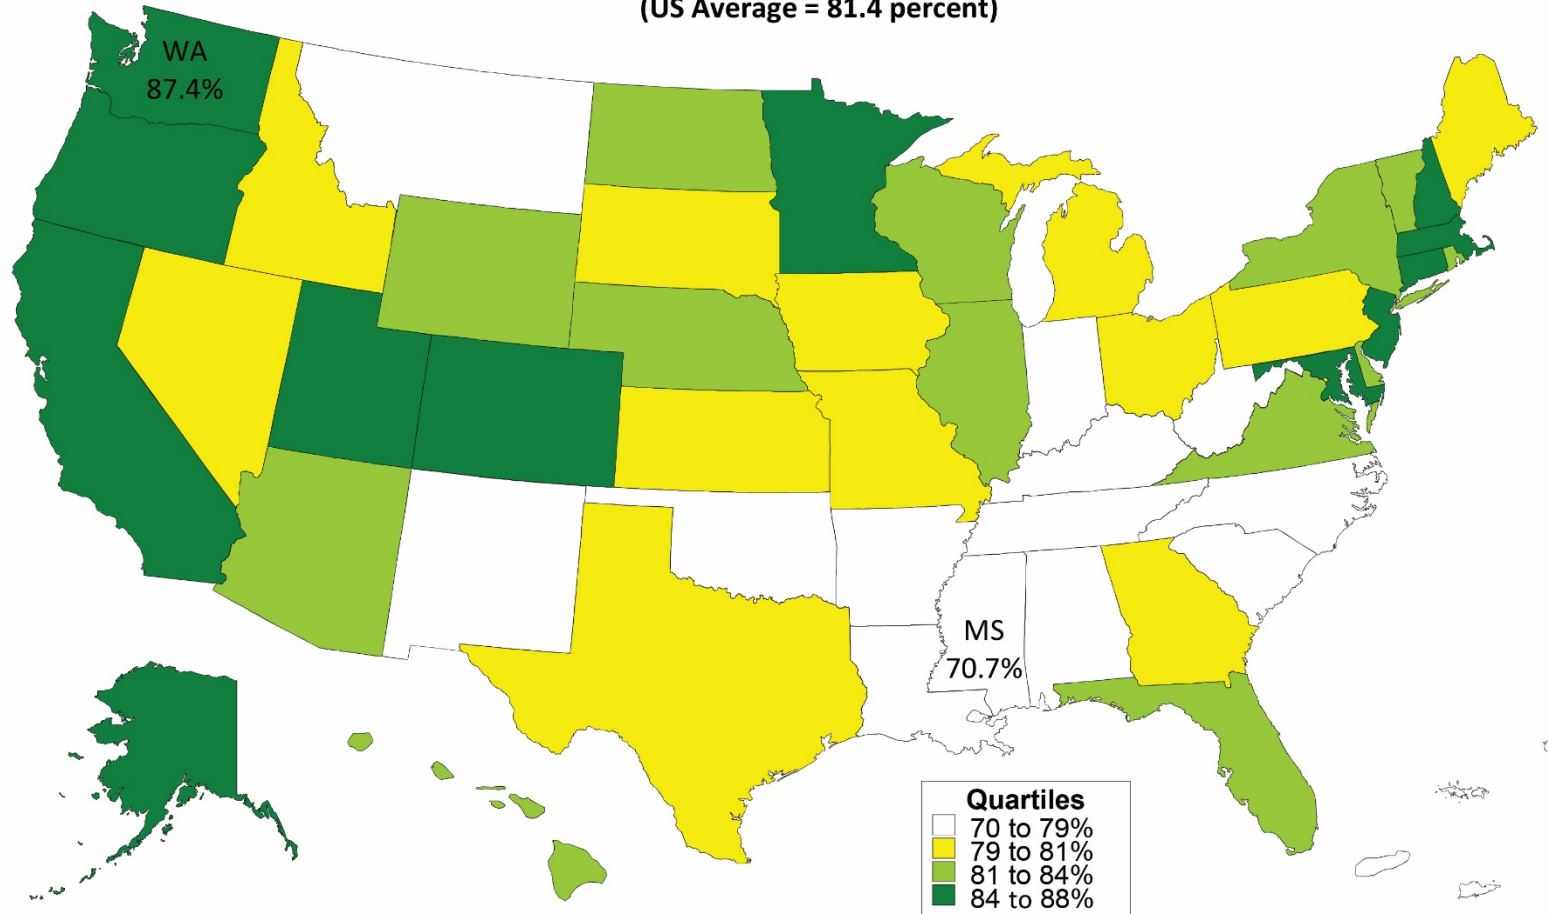 (US Average = 81.4 percent)
WA
87.4%
MS
70.7%
Quartiles
70 to 79%
79 to 81%
81 to 84%
84 to 88%